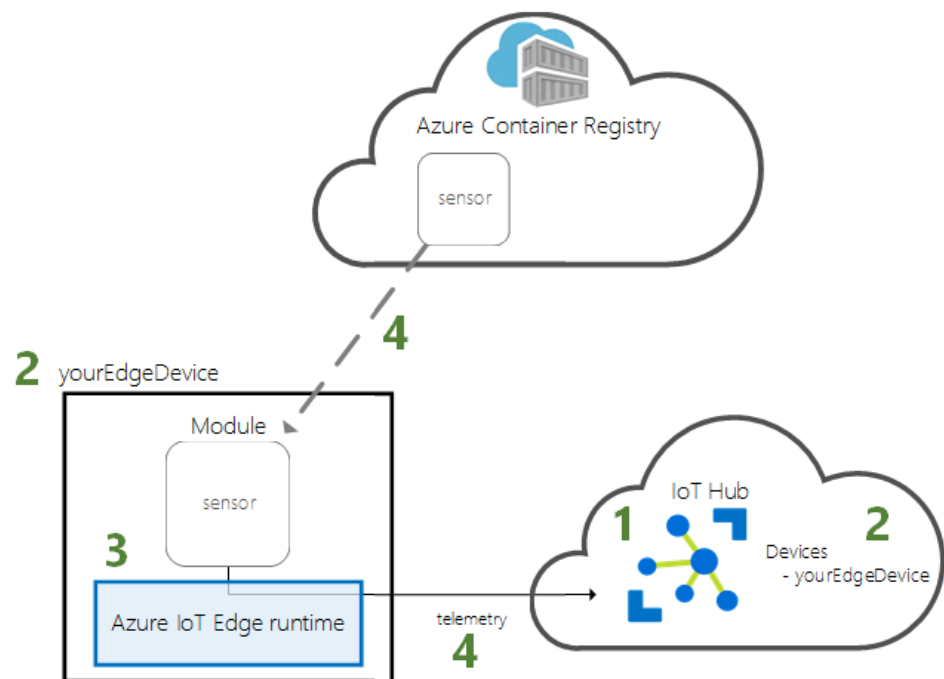 Azure Container Registry
sensor
4
2 yourEdgeDevice
Module
sensor
3
Azure IoT Edge runtime
telemetry
4
IoT Hub
1
2
Devices
- yourEdgeDevice